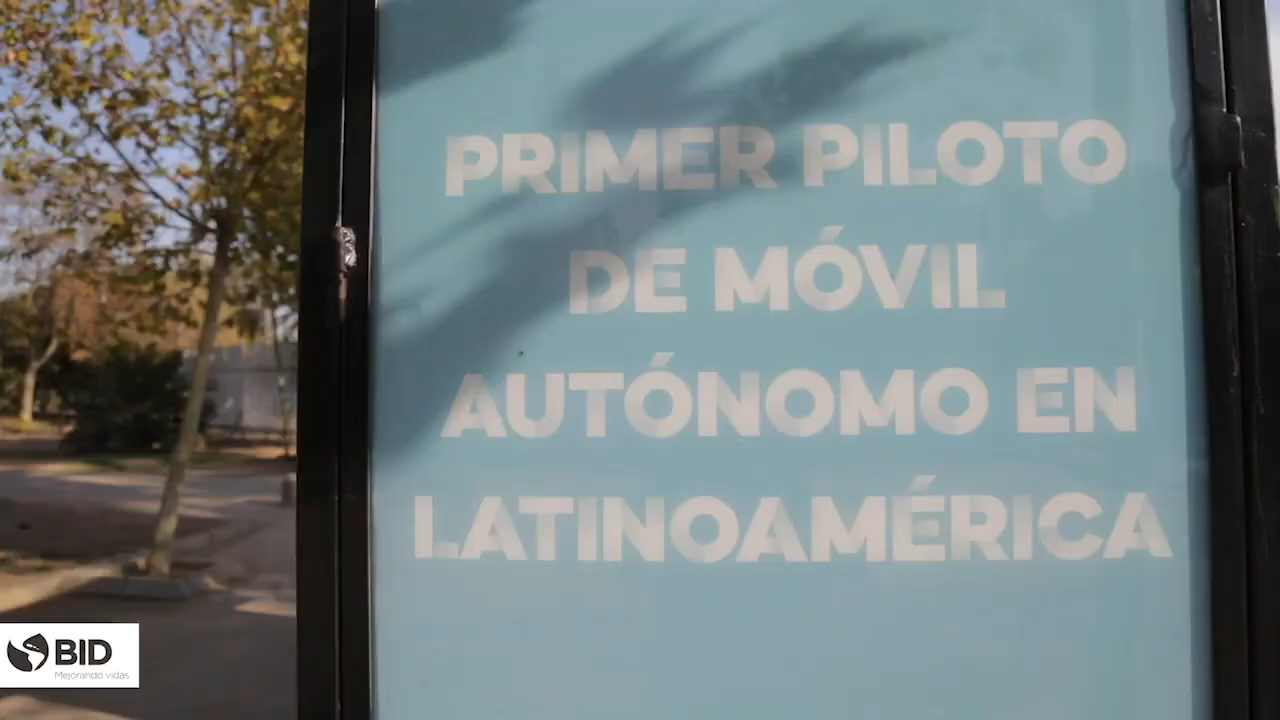 PRIMER PILOTO
DE MÓVIL
AUTÓNOMO EN
LATINOAMÉRICA
BID
Mejorando vidas